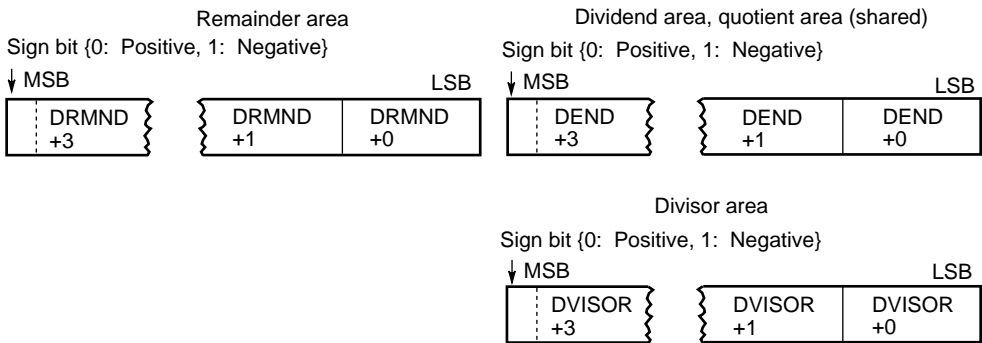 Remainder area
Sign bit {0: Positive, 1: Negative}
MSB
LSB
DRMND
+3
DRMND
+1
DRMND
+0
Dividend area, quotient area (shared)
Sign bit {0: Positive, 1: Negative}
MSB
LSB
DEND
+3
DEND
+1
DEND
+0
Divisor area
Sign bit {0: Positive, 1: Negative}
MSB
LSB
DVISOR
+3
DVISOR
+1
DVISOR
+0